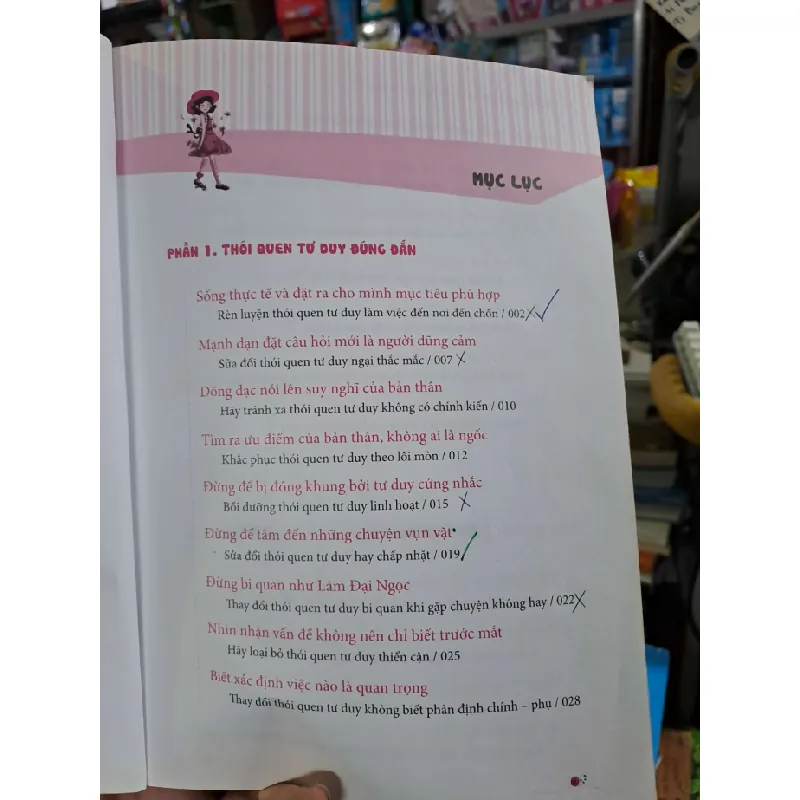 MỤC LỤC
PHẦN 1. THÓI QUEN TƯ DUY ĐÚNG ĐẮN
Sống thực tế và đặt ra cho mình mục tiêu phù hợp
Rèn luyện thói quen tư duy làm việc đến nơi đến chốn / 002
Mạnh dạn đặt câu hỏi mới là người dũng cảm
Sửa đổi thói quen tư duy ngại thắc mắc / 007
Dõng dạc nói lên suy nghĩ của bản thân
Hãy tránh xa thói quen tư duy không có chính kiến / 010
Tìm ra ưu điểm của bản thân, không ai là ngốc
Khắc phục thói quen tư duy theo lối mòn / 012
Đừng để bị đóng khung bởi tư duy cứng nhắc
Bồi dưỡng thói quen tư duy linh hoạt / 015
Đừng để tâm đến những chuyện vụn vặt
Sửa đổi thói quen tư duy hay chấp nhặt / 019
Đừng bi quan như Lâm Đại Ngọc
Thay đổi thói quen tư duy bi quan khi gặp chuyện không hay / 022
Nhìn nhận vấn đề không nên chỉ biết trước mắt
Hãy loại bỏ thói quen tư duy thiển cận / 025
Biết xác định việc nào là quan trọng
Thay đổi thói quen tư duy không biết phân định chính - phụ / 028